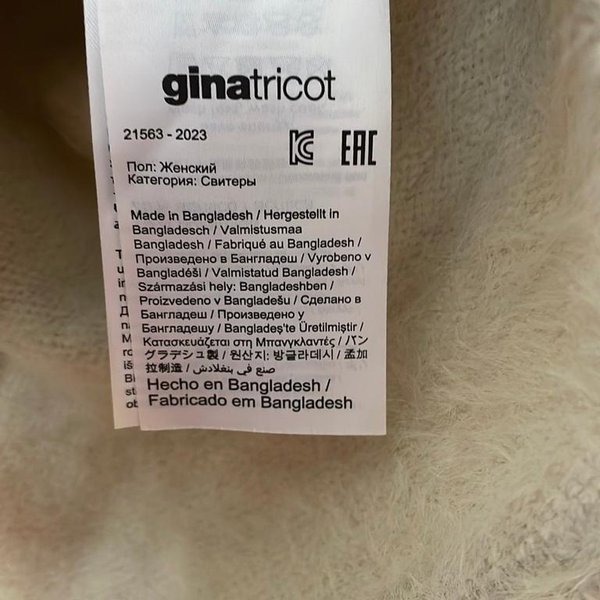 ginatricot
21563 - 2023
EAC
Пол: Женский
Категория: Свитеры
Made in Bangladesh / Hergestellt in
Bangladesch / Valmistusmaa
Bangladesh / Fabriqué au Bangladesh /
Произведено в Бангладеш / Vyrobeno v
Bangladéši / Valmistatud Bangladesh /
Származási hely: Bangladeshben /
Proizvedeno v Bangladešu / Сделано в
Бангладеш / Произведено у
Бангладешу / Bangladeş'te Üretilmiştir /
Κατασκευάζεται στη Μπανγκλαντές / バン
グラデシュ製 / 원산지: 방글라데시 / 孟加
拉制造 / صنع في بنغلادش /
Hecho en Bangladesh /
Fabricado em Bangladesh